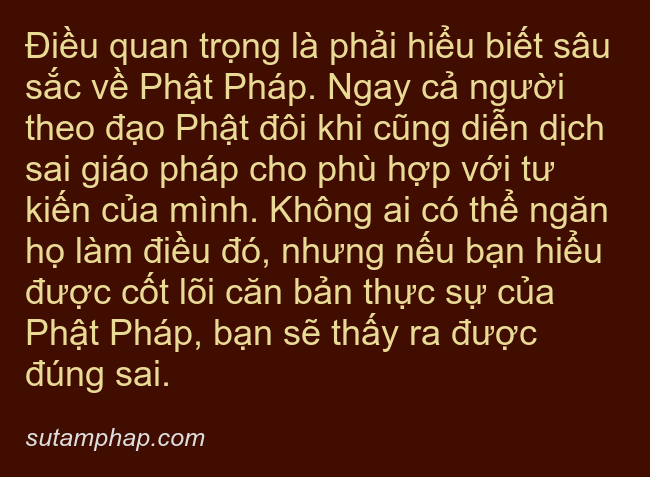 Điều quan trọng là phải hiểu biết sâu
sắc về Phật Pháp. Ngay cả người
theo đạo Phật đôi khi cũng diễn dịch
sai giáo pháp cho phù hợp với tư
kiến của mình. Không ai có thể ngăn
họ làm điều đó, nhưng nếu bạn hiểu
được cốt lõi căn bản thực sự của
Phật Pháp, bạn sẽ thấy ra được
đúng sai.
sutamphap.com